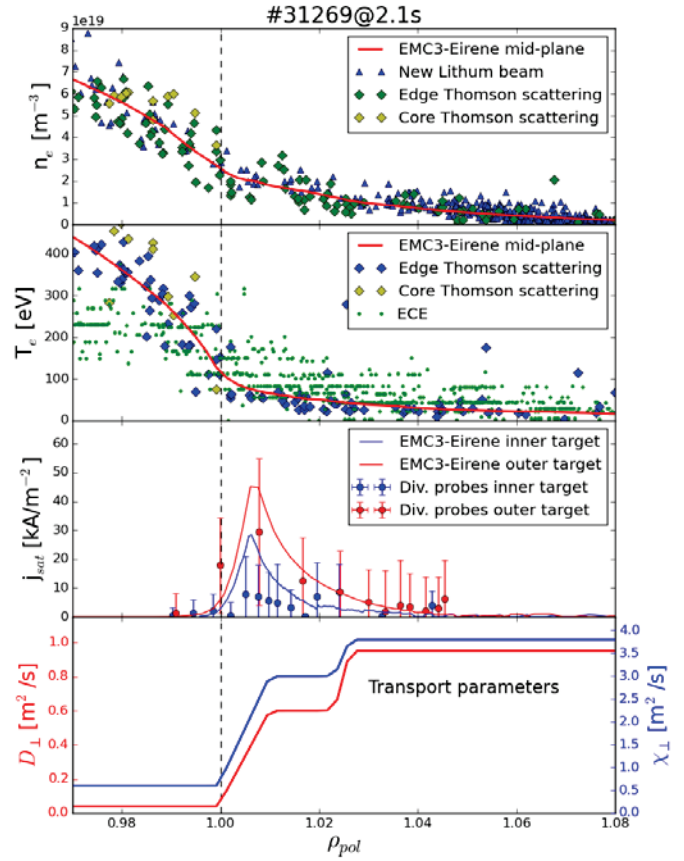 #31269@2.1s
1e19
9
8
7
6
5
4
3
2
1
0
n_e [m^-3]
EMC3-Eirene mid-plane
New Lithum beam
Edge Thomson scattering
Core Thomson scattering
400
300
200
100
0
T_e [eV]
EMC3-Eirene mid-plane
Edge Thomson scattering
Core Thomson scattering
ECE
60
50
40
30
20
10
0
j_sat [kA/m^-2]
EMC3-Eirene inner target
EMC3-Eirene outer target
Div. probes inner target
Div. probes outer target
1.0
0.8
0.6
0.4
0.2
0.0
D_⊥ [m^2/s]
Transport parameters
4.0
3.5
3.0
2.5
2.0
1.5
1.0
0.5
0.0
χ_⊥ [m^2/s]
0.98 1.00 1.02 1.04 1.06 1.08
ρ_pol